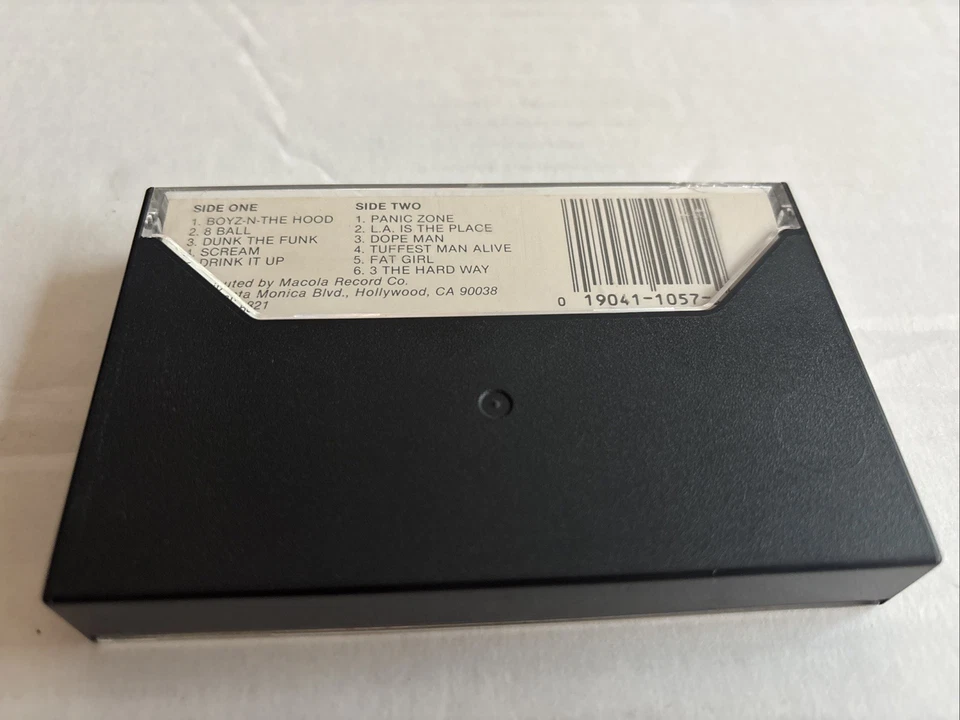 SIDE ONE
1. BOYZ-N-THE HOOD
2. 8 BALL
3. DUNK THE FUNK
SCREAM
DRINK IT UP
SIDE TWO
1. PANIC ZONE
2. L.A. IS THE PLACE
3. DOPE MAN
4. TUFFEST MAN ALIVE
5. FAT GIRL
6. 3 THE HARD WAY
by Macola Record Co.
Monica Blvd., Hollywood, CA 90038
0 19041-1057-